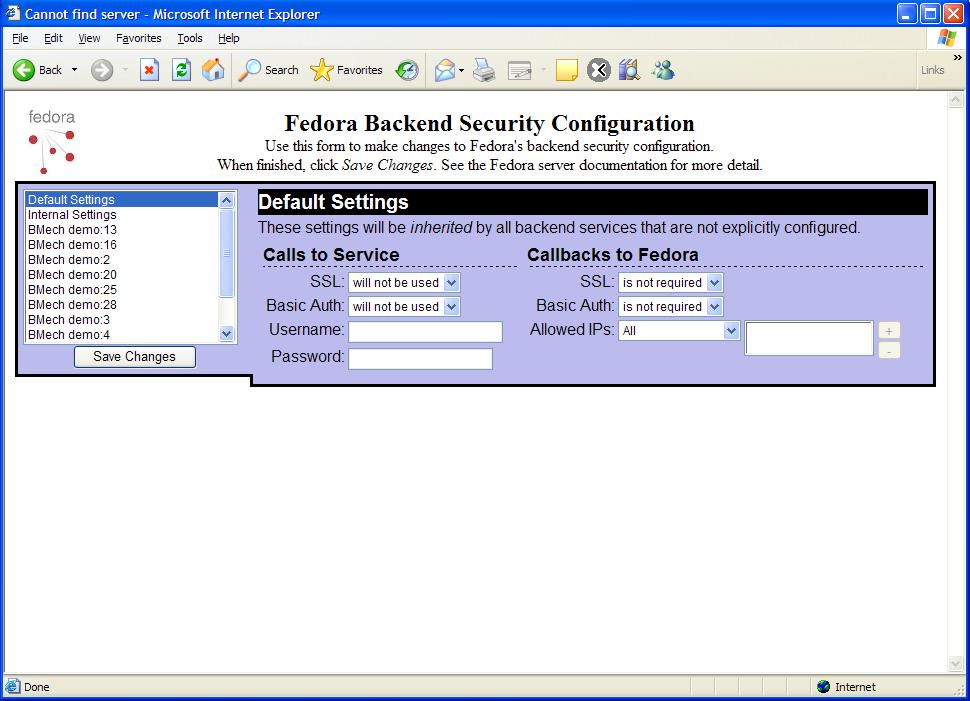 Cannot find server - Microsoft Internet Explorer
File Edit View Favorites Tools Help
Back Search Favorites Links »
fedora
Fedora Backend Security Configuration
Use this form to make changes to Fedora's backend security configuration.
When finished, click Save Changes. See the Fedora server documentation for more detail.
Default Settings
Internal Settings
BMech demo:13
BMech demo:16
BMech demo:2
BMech demo:20
BMech demo:25
BMech demo:28
BMech demo:3
BMech demo:4
Save Changes
Default Settings
These settings will be inherited by all backend services that are not explicitly configured.
Calls to Service
SSL: will not be used
Basic Auth: will not be used
Username:
Password:
Callbacks to Fedora
SSL: is not required
Basic Auth: is not required
Allowed IPs: All
+
-
Done Internet